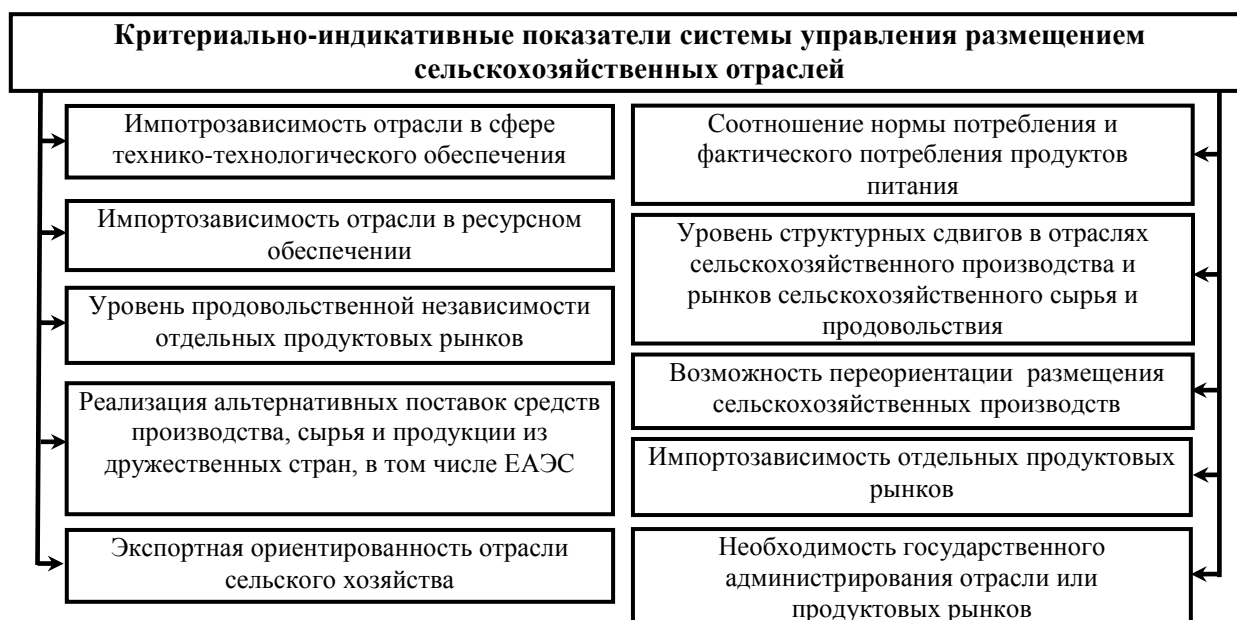 Критериально-индикативные показатели системы управления размещением
сельскохозяйственных отраслей
Импотрозависимость отрасли в сфере
технико-технологического обеспечения
Импортозависимость отрасли в ресурсном
обеспечении
Уровень продовольственной независимости
отдельных продуктовых рынков
Реализация альтернативных поставок средств
производства, сырья и продукции из
дружественных стран, в том числе ЕАЭС
Экспортная ориентированность отрасли
сельского хозяйства
Соотношение нормы потребления и
фактического потребления продуктов
питания
Уровень структурных сдвигов в отраслях
сельскохозяйственного производства и
рынков сельскохозяйственного сырья и
продовольствия
Возможность переориентации размещения
сельскохозяйственных производств
Импортозависимость отдельных продуктовых
рынков
Необходимость государственного
администрирования отрасли или
продуктовых рынков